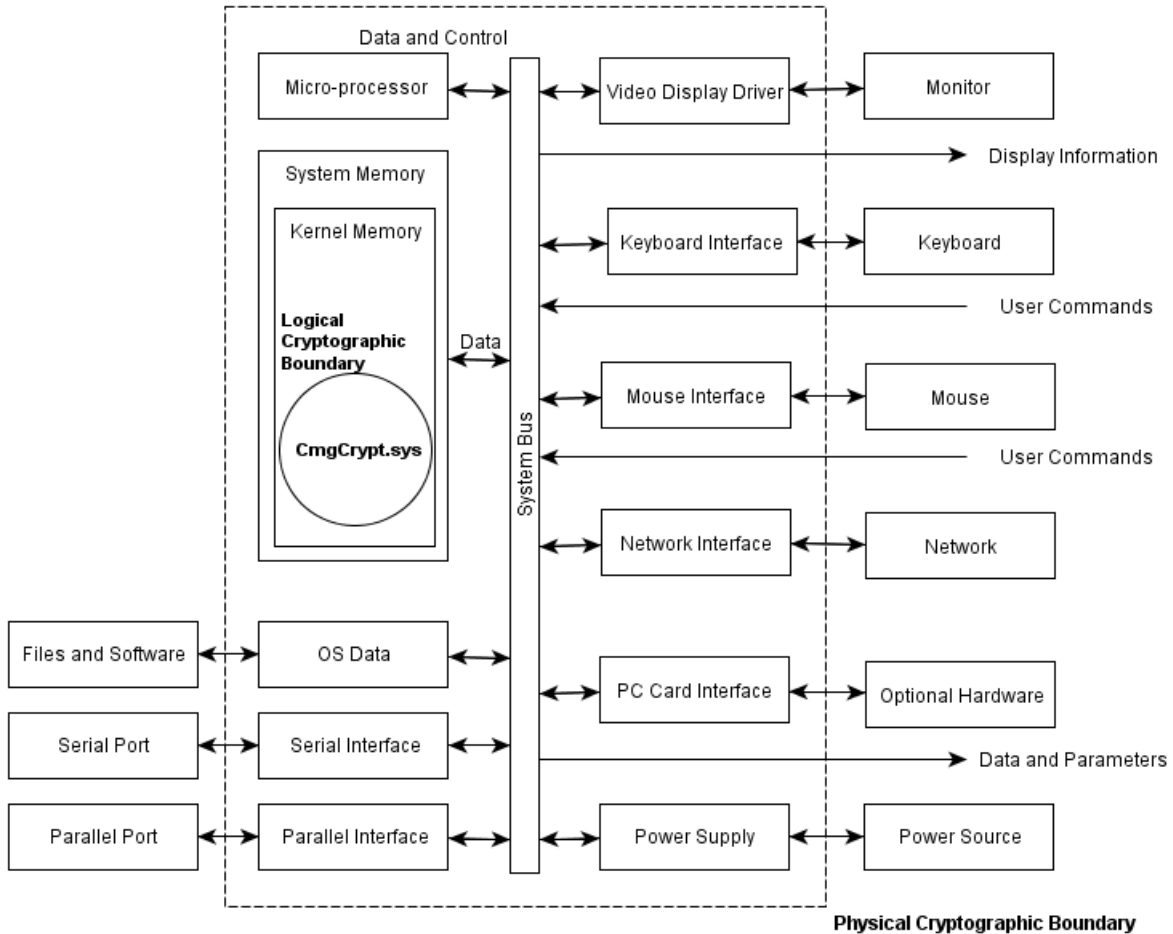 Data and Control
Micro-processor
Video Display Driver
Monitor
Display Information
System Memory
Kernel Memory
Keyboard Interface
Keyboard
User Commands
Logical
Cryptographic
Boundary
Data
CmgCrypt.sys
System Bus
Mouse Interface
Mouse
User Commands
Network Interface
Network
Files and Software
OS Data
PC Card Interface
Optional Hardware
Serial Port
Serial Interface
Data and Parameters
Parallel Port
Parallel Interface
Power Supply
Power Source
Physical Cryptographic Boundary